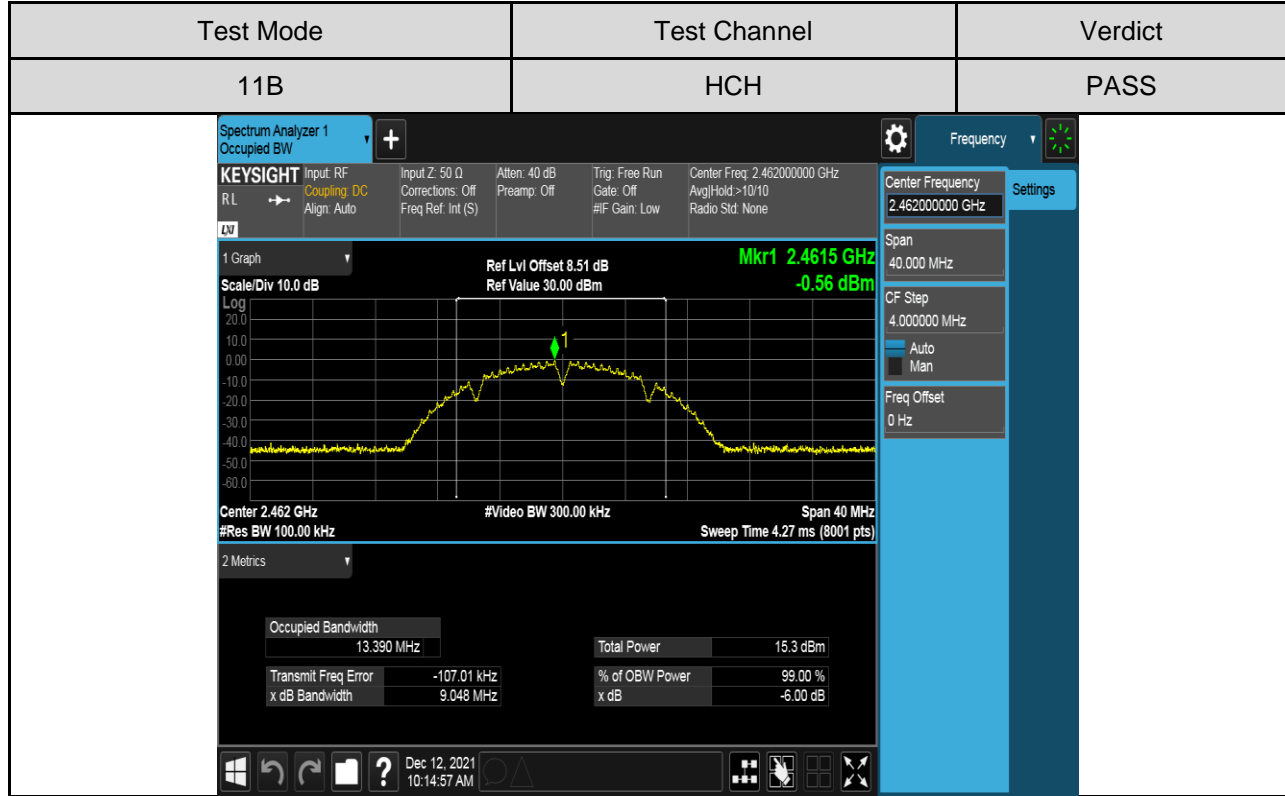 Test Mode Test Channel Verdict
11B HCH PASS
Spectrum Analyzer 1
Occupied BW
+
Frequency
KEYSIGHT Input: RF Input Z: 50 Ω Atten: 40 dB Trig: Free Run Center Freq: 2.462000000 GHz
RL Coupling: DC Corrections: Off Preamp: Off Gate: Off Avg|Hold:>10/10
Align: Auto Freq Ref: Int (S) #IF Gain: Low Radio Std: None
LXI
Center Frequency
2.462000000 GHz
Settings
Span
40.000 MHz
CF Step
4.000000 MHz
Auto
Man
Freq Offset
0 Hz
1 Graph Ref Lvl Offset 8.51 dB Mkr1 2.4615 GHz
Scale/Div 10.0 dB Ref Value 30.00 dBm -0.56 dBm
Log
20.0
10.0
1
0.00
-10.0
-20.0
-30.0
-40.0
-50.0
-60.0
Center 2.462 GHz #Video BW 300.00 kHz Span 40 MHz
#Res BW 100.00 kHz Sweep Time 4.27 ms (8001 pts)
2 Metrics
Occupied Bandwidth
13.390 MHz Total Power 15.3 dBm
Transmit Freq Error -107.01 kHz % of OBW Power 99.00 %
x dB Bandwidth 9.048 MHz x dB -6.00 dB
? Dec 12, 2021
10:14:57 AM